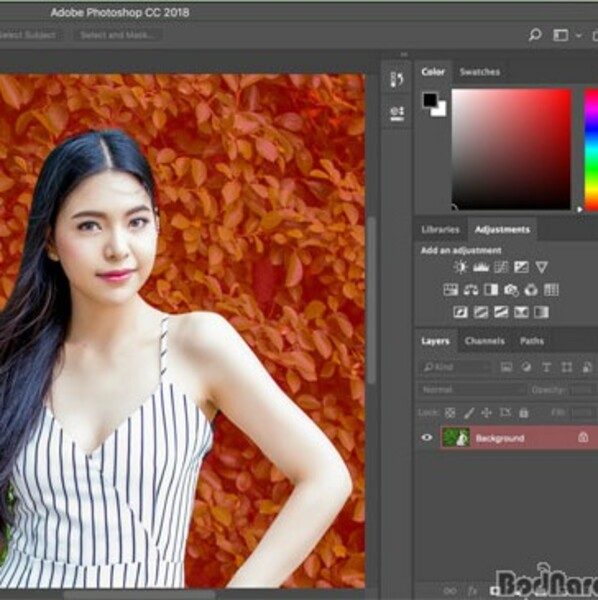 Adobe Photoshop CC 2018
Select Subject
Select and Mask...
Color
Swatches
Libraries
Adjustments
Add an adjustment
Layers
Channels
Paths
Kind
Normal
Opacity:
Lock:
Fill:
Background
fx